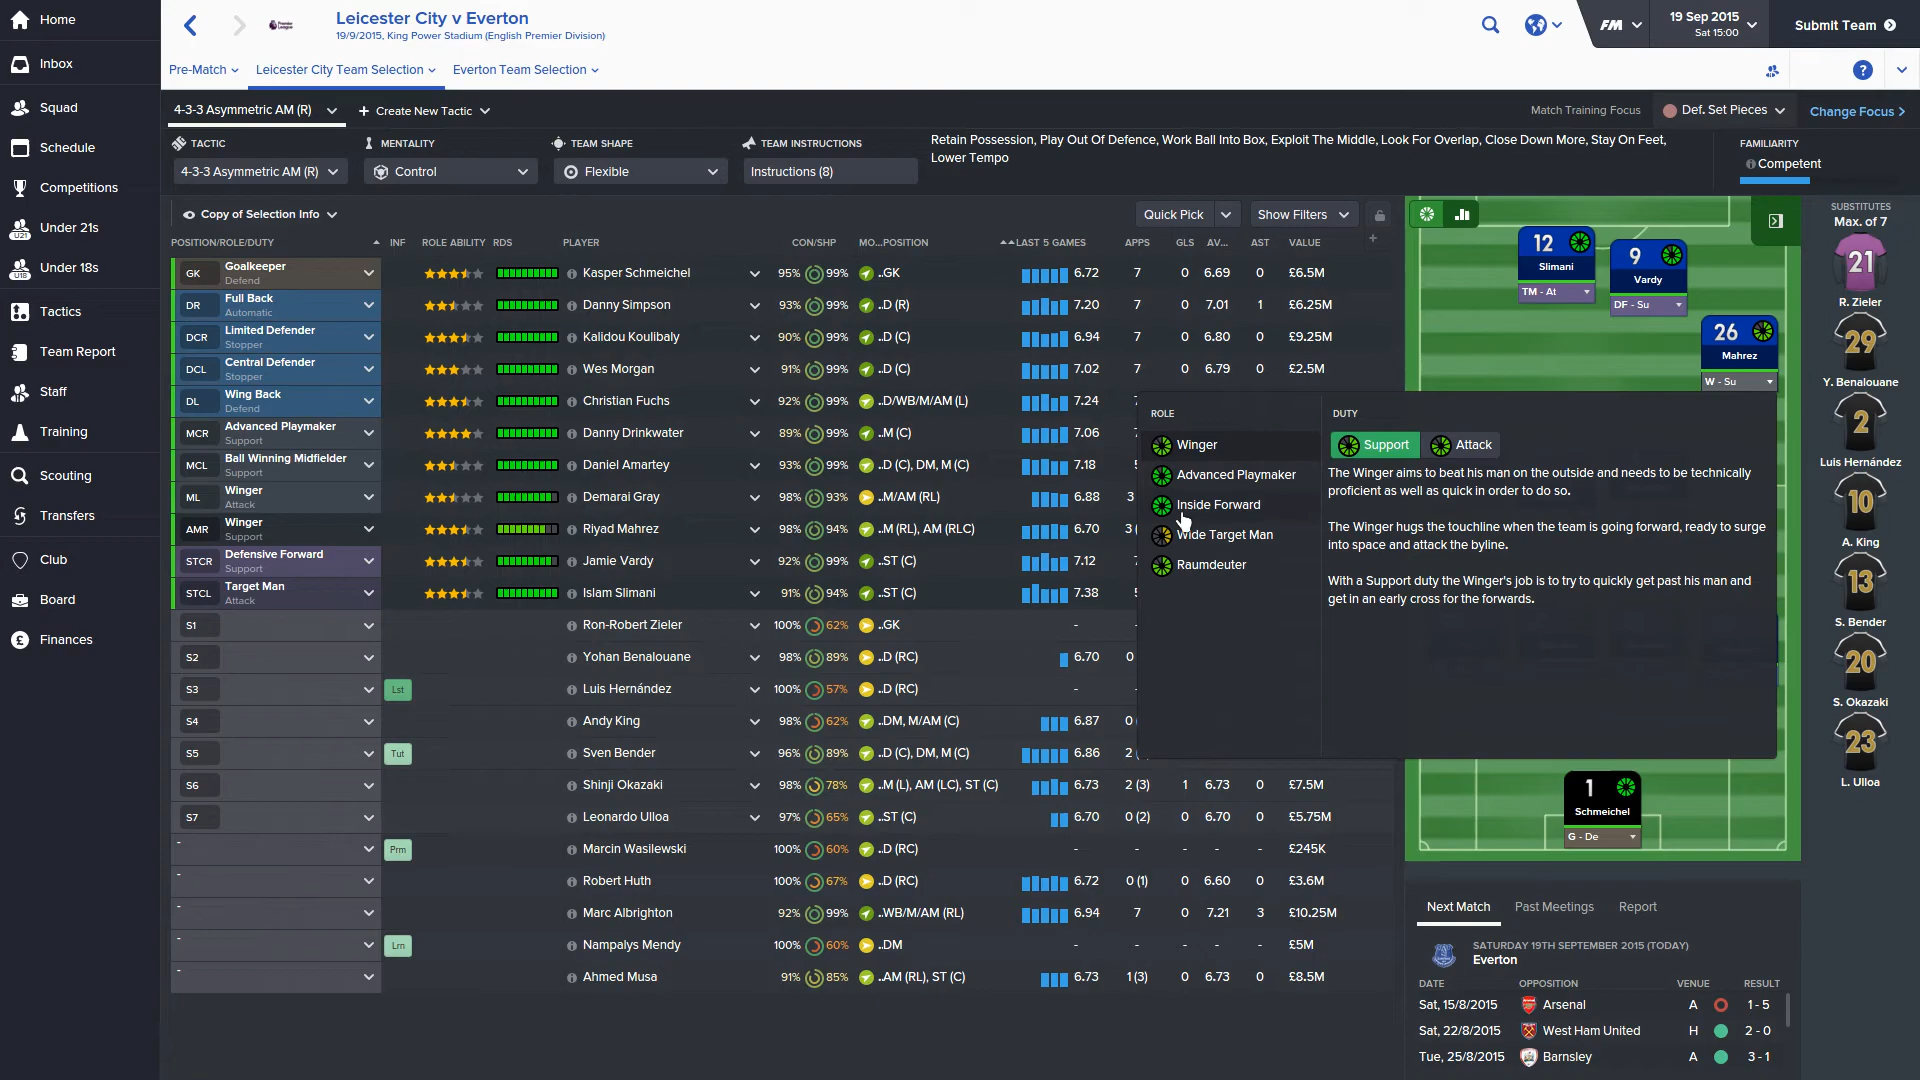 Home
Inbox
Squad
Schedule
Competitions
Under 21s
Under 18s
Tactics
Team Report
Staff
Training
Scouting
Transfers
Club
Board
Finances
Leicester City v Everton
19/9/2015, King Power Stadium (English Premier Division)
FM
19 Sep 2015
Sat 15:00
Submit Team
Pre-Match
Leicester City Team Selection
Everton Team Selection
?
4-3-3 Asymmetric AM (R)
+ Create New Tactic
Match Training Focus
Def. Set Pieces
Change Focus >
TACTIC
4-3-3 Asymmetric AM (R)
MENTALITY
Control
TEAM SHAPE
Flexible
TEAM INSTRUCTIONS
Instructions (8)
Retain Possession, Play Out Of Defence, Work Ball Into Box, Exploit The Middle, Look For Overlap, Close Down More, Stay On Feet,
Lower Tempo
FAMILIARITY
Competent
Copy of Selection Info
Quick Pick
Show Filters
POSITION/ROLE/DUTY INF ROLE ABILITY RDS PLAYER CON/SHP MO...POSITION LAST 5 GAMES APPS GLS AV... AST VALUE
GK Goalkeeper Defend Kasper Schmeichel 95% 99% ..GK 6.72 7 0 6.69 0 £6.5M
DR Full Back Automatic Danny Simpson 93% 99% ..D (R) 7.20 7 0 7.01 1 £6.25M
DCR Limited Defender Stopper Kalidou Koulibaly 90% 99% ..D (C) 6.94 7 0 6.80 0 £9.25M
DCL Central Defender Stopper Wes Morgan 91% 99% ..D (C) 7.02 7 0 6.79 0 £2.5M
DL Wing Back Defend Christian Fuchs 92% 99% ..D/WB/M/AM (L) 7.24
MCR Advanced Playmaker Support Danny Drinkwater 89% 99% ..M (C) 7.06
MCL Ball Winning Midfielder Support Daniel Amartey 93% 99% ..D (C), DM, M (C) 7.18
ML Winger Attack Demarai Gray 98% 93% ..M/AM (RL) 6.88 3
AMR Winger Support Riyad Mahrez 98% 94% ..M (RL), AM (RLC) 6.70 3 (
STCR Defensive Forward Support Jamie Vardy 92% 99% ..ST (C) 7.12
STCL Target Man Attack Islam Slimani 91% 94% ..ST (C) 7.38
S1 Ron-Robert Zieler 100% 62% ..GK -
S2 Yohan Benalouane 98% 89% ..D (RC) 6.70 0
S3 Lst Luis Hernández 100% 57% ..D (RC) -
S4 Andy King 98% 62% ..DM, M/AM (C) 6.87 0 (
S5 Tut Sven Bender 96% 89% ..D (C), DM, M (C) 6.86 2 (
S6 Shinji Okazaki 98% 78% ..M (L), AM (LC), ST (C) 6.73 2 (3) 1 6.73 0 £7.5M
S7 Leonardo Ulloa 97% 65% ..ST (C) 6.70 0 (2) 0 6.70 0 £5.75M
- Prm Marcin Wasilewski 100% 60% ..D (RC) - - - - - £245K
- Robert Huth 100% 67% ..D (RC) 6.72 0 (1) 0 6.60 0 £3.6M
- Marc Albrighton 92% 99% ..WB/M/AM (RL) 6.94 7 0 7.21 3 £10.25M
- Lrn Nampalys Mendy 100% 60% ..DM - - - - - £5M
- Ahmed Musa 91% 85% ..AM (RL), ST (C) 6.73 1 (3) 0 6.73 0 £8.5M
ROLE
Winger
Advanced Playmaker
Inside Forward
Wide Target Man
Raumdeuter
DUTY
Support
Attack
The Winger aims to beat his man on the outside and needs to be technically
proficient as well as quick in order to do so.
The Winger hugs the touchline when the team is going forward, ready to surge
into space and attack the byline.
With a Support duty the Winger's job is to try to quickly get past his man and
get in an early cross for the forwards.
12
Slimani
TM - At
9
Vardy
DF - Su
26
Mahrez
W - Su
1
Schmeichel
G - De
SUBSTITUTES
Max. of 7
21
R. Zieler
29
Y. Benalouane
2
Luis Hernández
10
A. King
13
S. Bender
20
S. Okazaki
23
L. Ulloa
Next Match
Past Meetings
Report
SATURDAY 19TH SEPTEMBER 2015 (TODAY)
Everton
DATE OPPOSITION VENUE RESULT
Sat, 15/8/2015 Arsenal A 1 - 5
Sat, 22/8/2015 West Ham United H 2 - 0
Tue, 25/8/2015 Barnsley A 3 - 1